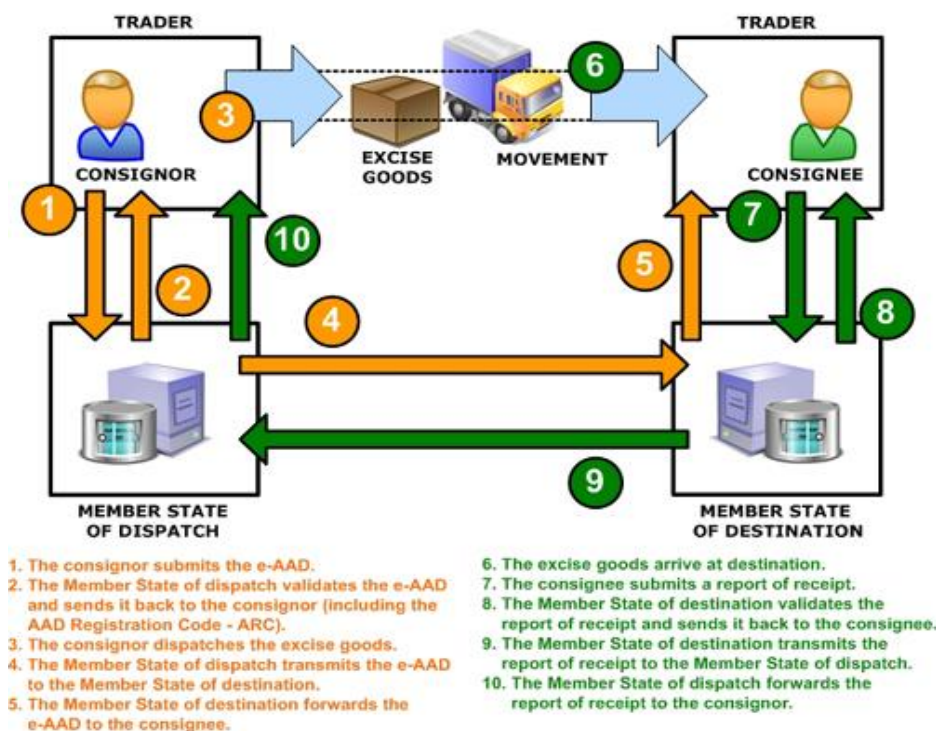 TRADER
TRADER
6
3
EXCISE
GOODS
MOVEMENT
CONSIGNOR
CONSIGNEE
1
7
10
5
2
4
8
9
MEMBER STATE
OF DISPATCH
MEMBER STATE
OF DESTINATION
1. The consignor submits the e-AAD.
2. The Member State of dispatch validates the e-AAD
and sends it back to the consignor (including the
AAD Registration Code - ARC).
3. The consignor dispatches the excise goods.
4. The Member State of dispatch transmits the e-AAD
to the Member State of destination.
5. The Member State of destination forwards the
e-AAD to the consignee.
6. The excise goods arrive at destination.
7. The consignee submits a report of receipt.
8. The Member State of destination validates the
report of receipt and sends it back to the consignee.
9. The Member State of destination transmits the
report of receipt to the Member State of dispatch.
10. The Member State of dispatch forwards the
report of receipt to the consignor.